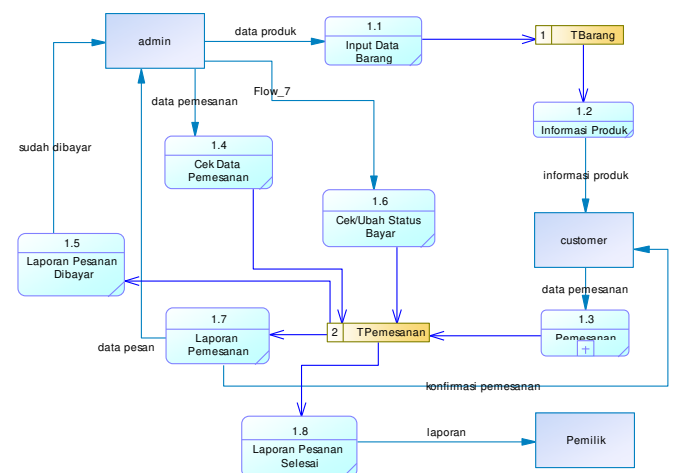 admin
data produk
1.1
Input Data
Barang
1
TBarang
Flow_7
data pemesanan
1.2
Informasi Produk
sudah dibayar
1.4
Cek Data
Pemesanan
informasi produk
1.6
Cek/Ubah Status
Bayar
customer
1.5
Laporan Pesanan
Dibayar
data pemesanan
1.7
Laporan
Pemesanan
2
TPemesanan
1.3
Pemesanan
data pesan
konfirmasi pemesanan
1.8
Laporan Pesanan
Selesai
laporan
Pemilik